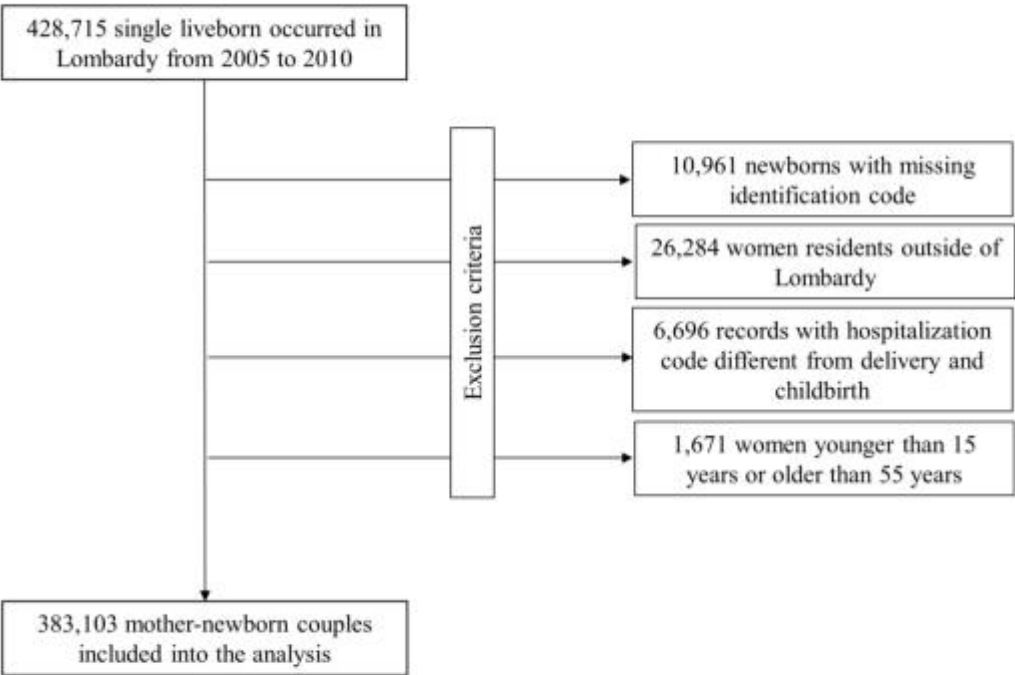 428,715 single liveborn occurred in
Lombardy from 2005 to 2010
Exclusion criteria
10,961 newborns with missing
identification code
26,284 women residents outside of
Lombardy
6,696 records with hospitalization
code different from delivery and
childbirth
1,671 women younger than 15
years or older than 55 years
383,103 mother-newborn couples
included into the analysis